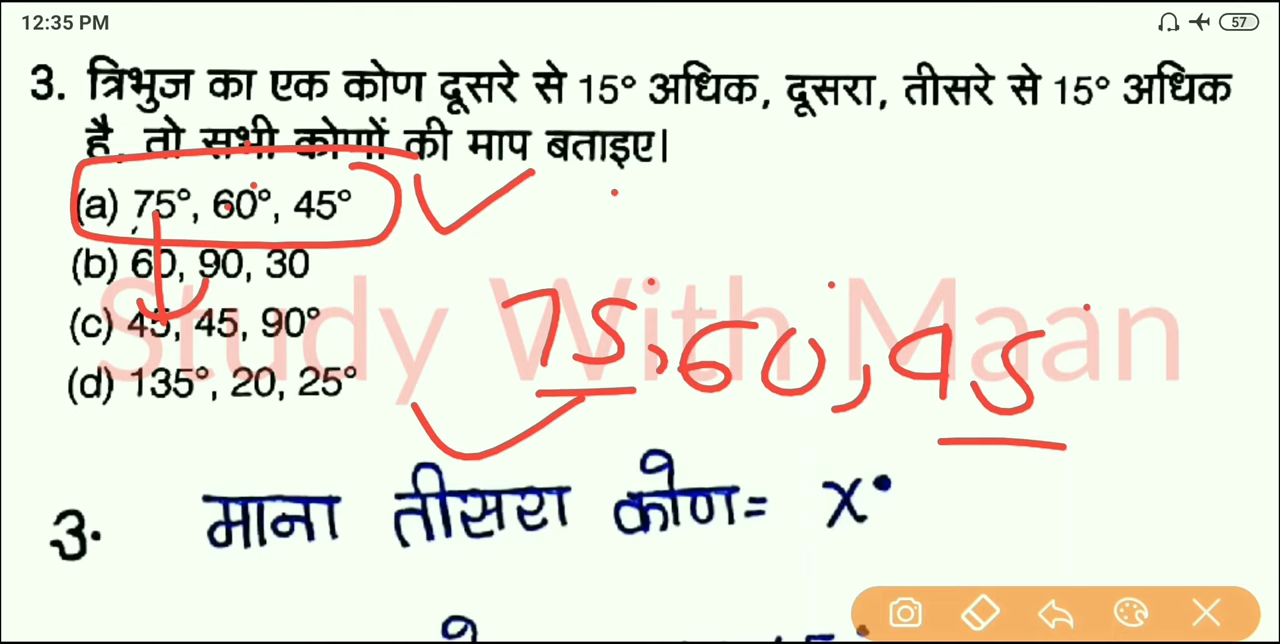 12:35 PM 57
3. त्रिभुज का एक कोण दूसरे से 15° अधिक, दूसरा, तीसरे से 15° अधिक
है, तो सभी कोणों की माप बताइए।
(a) 75°, 60°, 45°
(b) 60, 90, 30
(c) 45, 45, 90°
(d) 135°, 20, 25°
75, 60, 45
Study With Maan
3. माना तीसरा कोण = x°